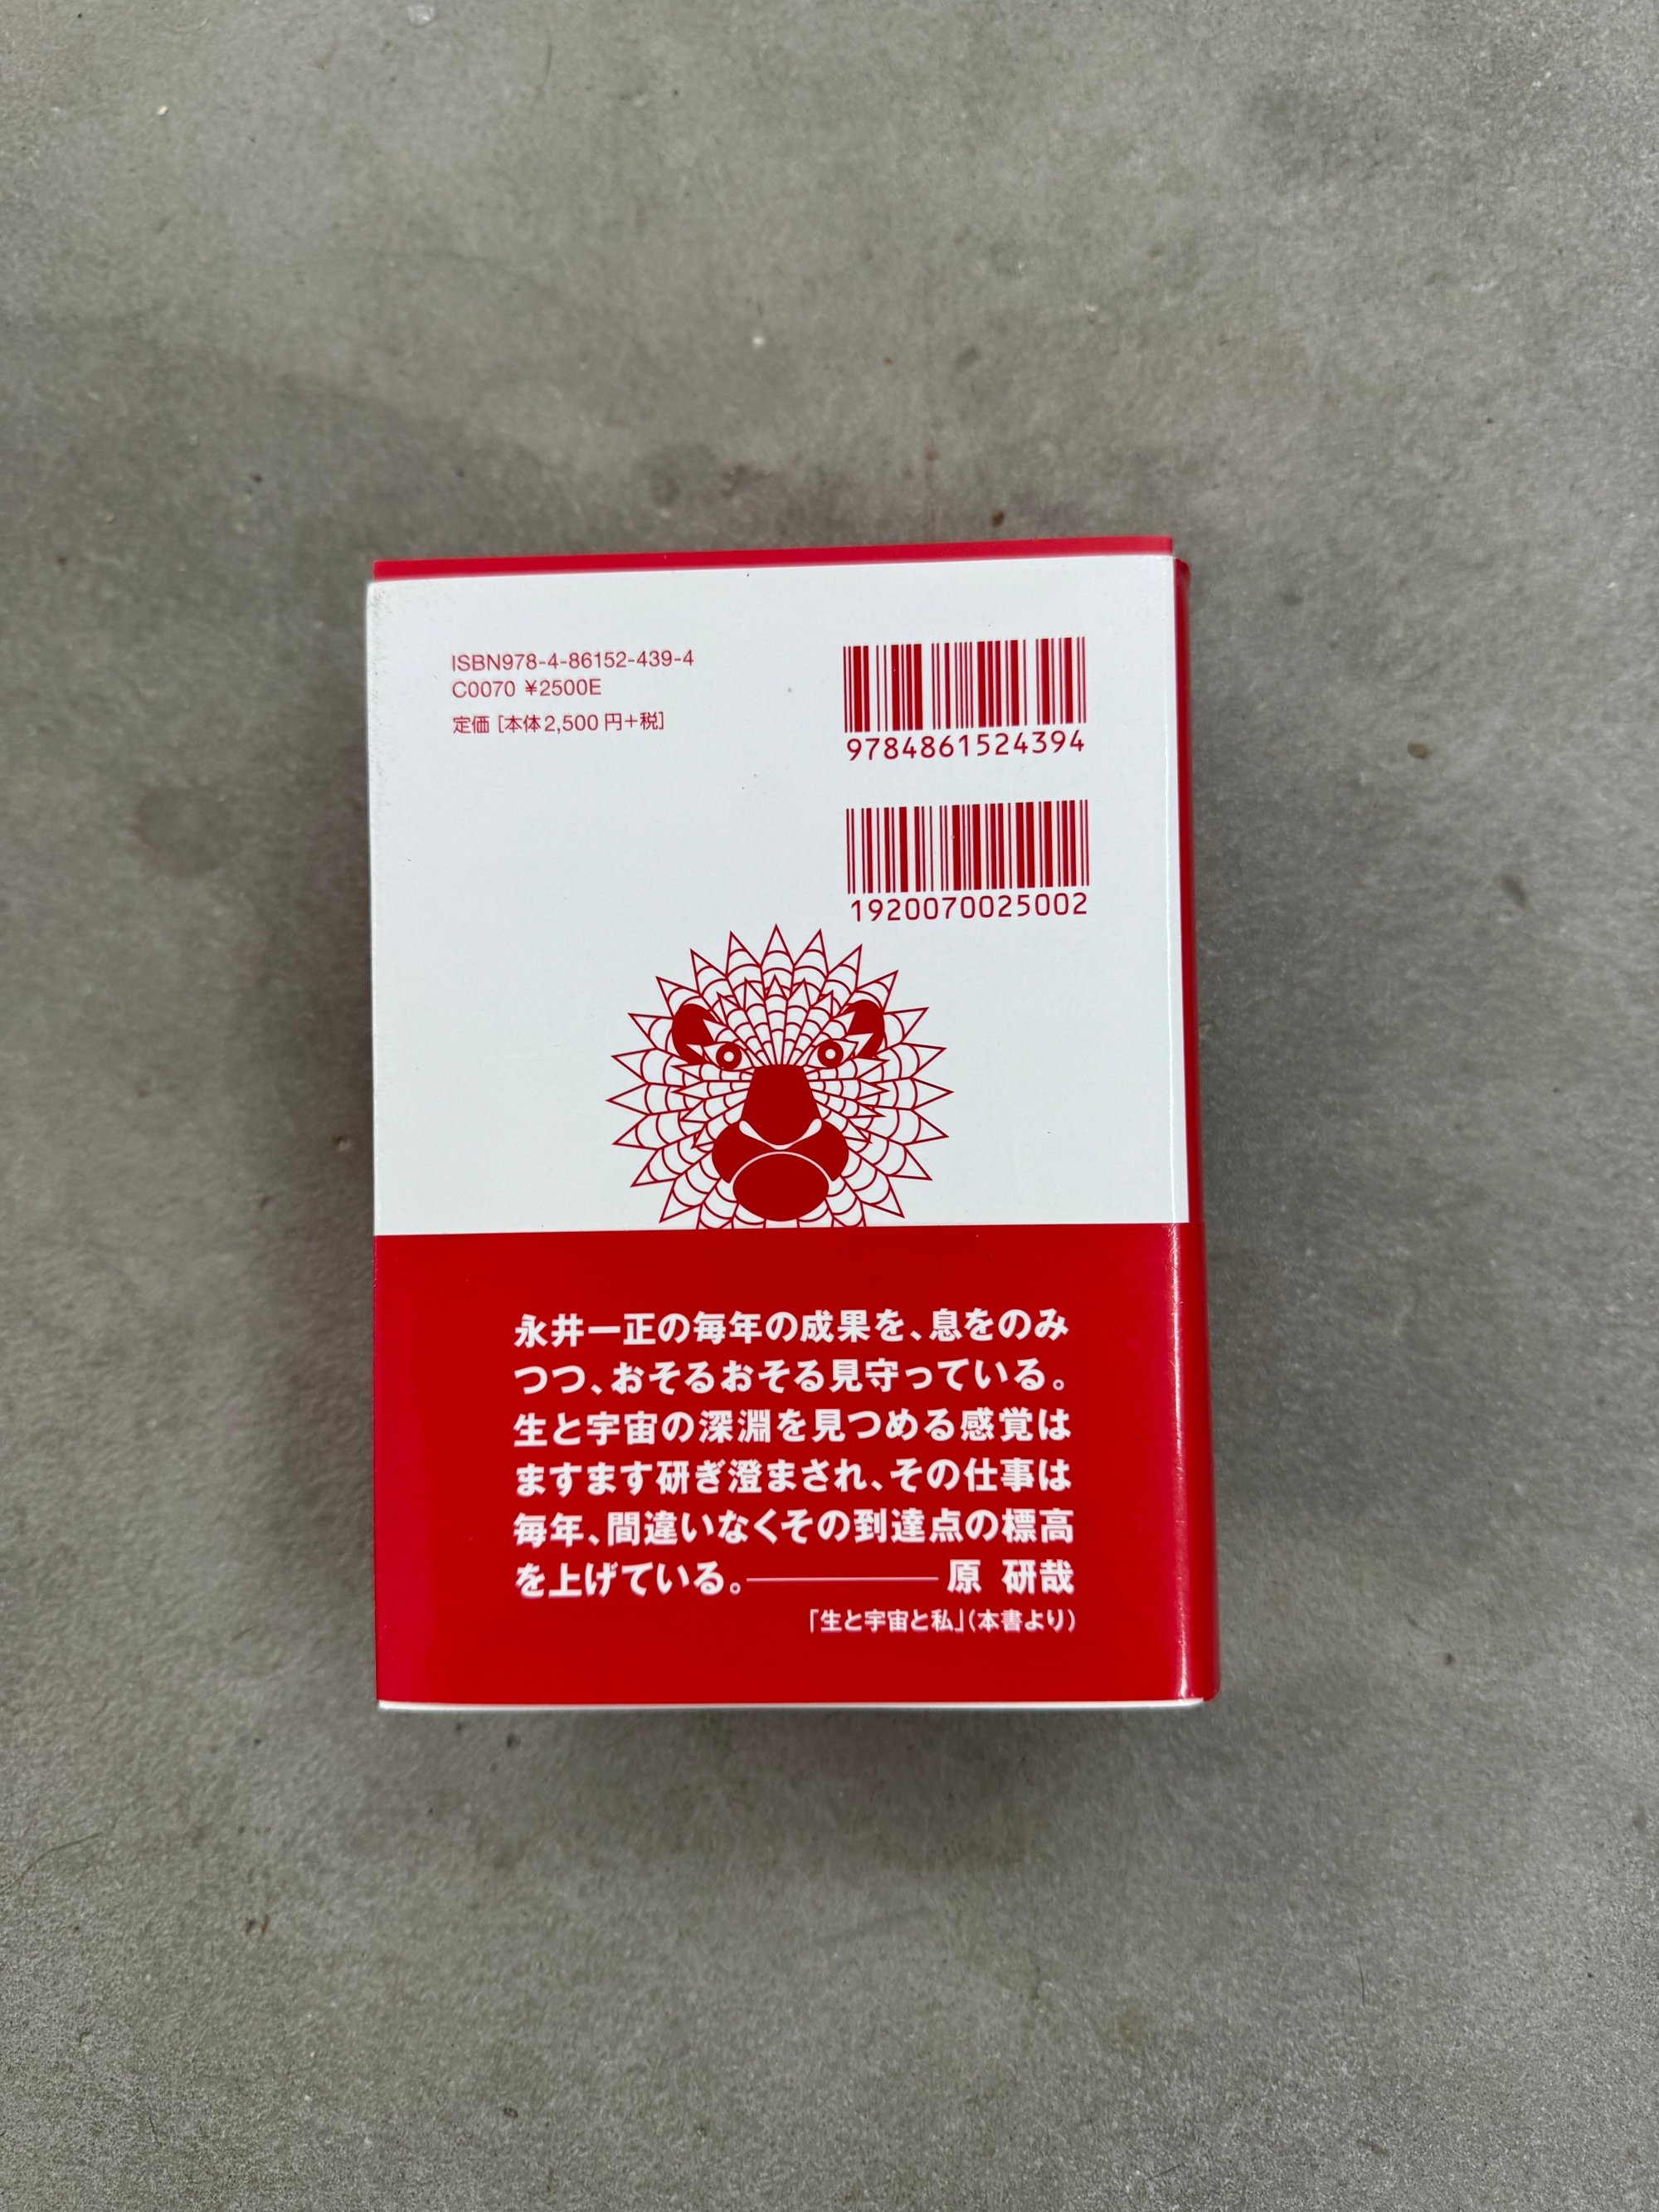 ISBN978-4-86152-439-4
C0070 ¥2500E
定価 [本体2,500円+税]
9784861524394
1920070025002
永井一正の毎年の成果を、息をのみ
つつ、おそるおそる見守っている。
生と宇宙の深淵を見つめる感覚は
ますます研ぎ澄まされ、その仕事は
毎年、間違いなくその到達点の標高
を上げている。――――原 研哉
「生と宇宙と私」(本書より)